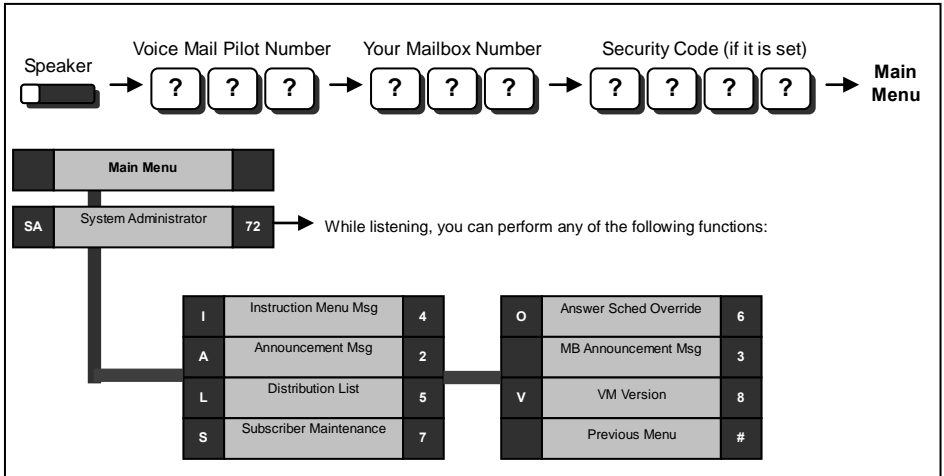 Speaker
Voice Mail Pilot Number
Your Mailbox Number
Security Code (if it is set)
? ? ?
? ? ?
? ? ? ?
Main
Menu
Main Menu
SA System Administrator 72
While listening, you can perform any of the following functions:
I Instruction Menu Msg 4
A Announcement Msg 2
L Distribution List 5
S Subscriber Maintenance 7
O Answer Sched Override 6
MB Announcement Msg 3
V VM Version 8
Previous Menu #